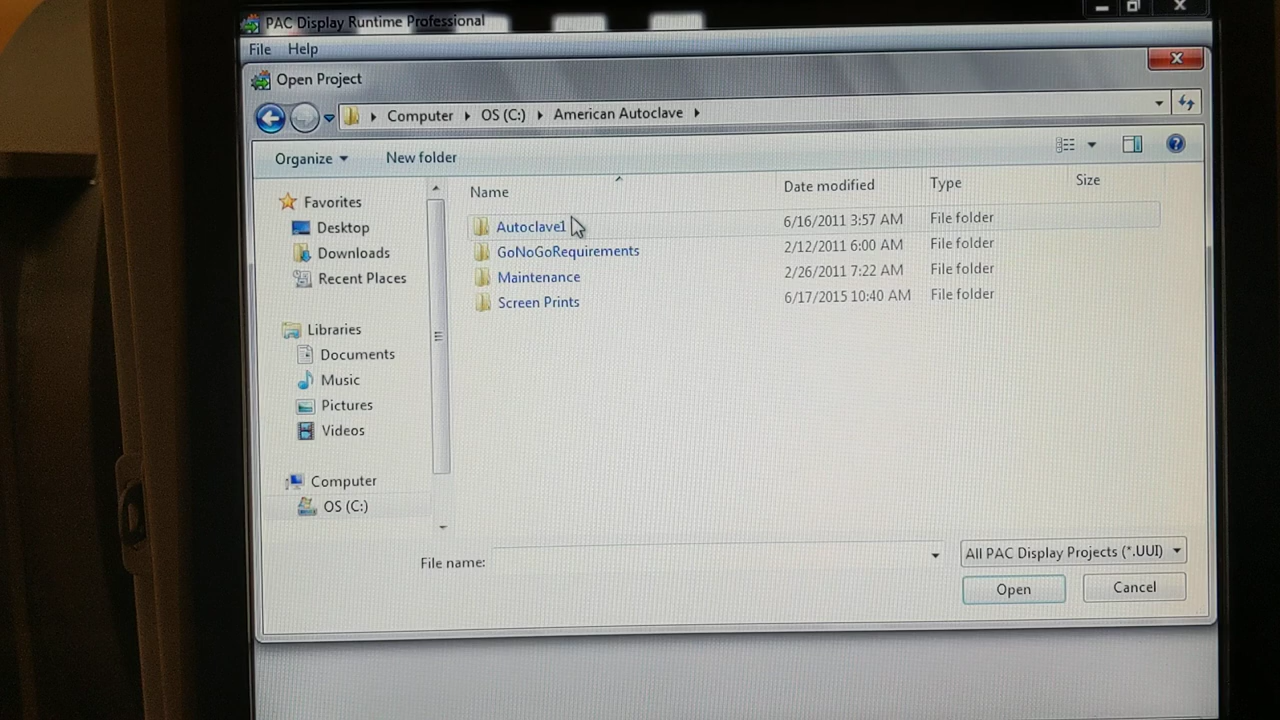 PAC Display Runtime Professional
File Help
Open Project
Computer OS (C:) American Autoclave
Organize New folder
Name Date modified Type Size
Favorites
Desktop
Downloads
Recent Places
Libraries
Documents
Music
Pictures
Videos
Computer
OS (C:)
Autoclave1 6/16/2011 3:57 AM File folder
GoNoGoRequirements 2/12/2011 6:00 AM File folder
Maintenance 2/26/2011 7:22 AM File folder
Screen Prints 6/17/2015 10:40 AM File folder
File name: All PAC Display Projects (*.UUI)
Open Cancel